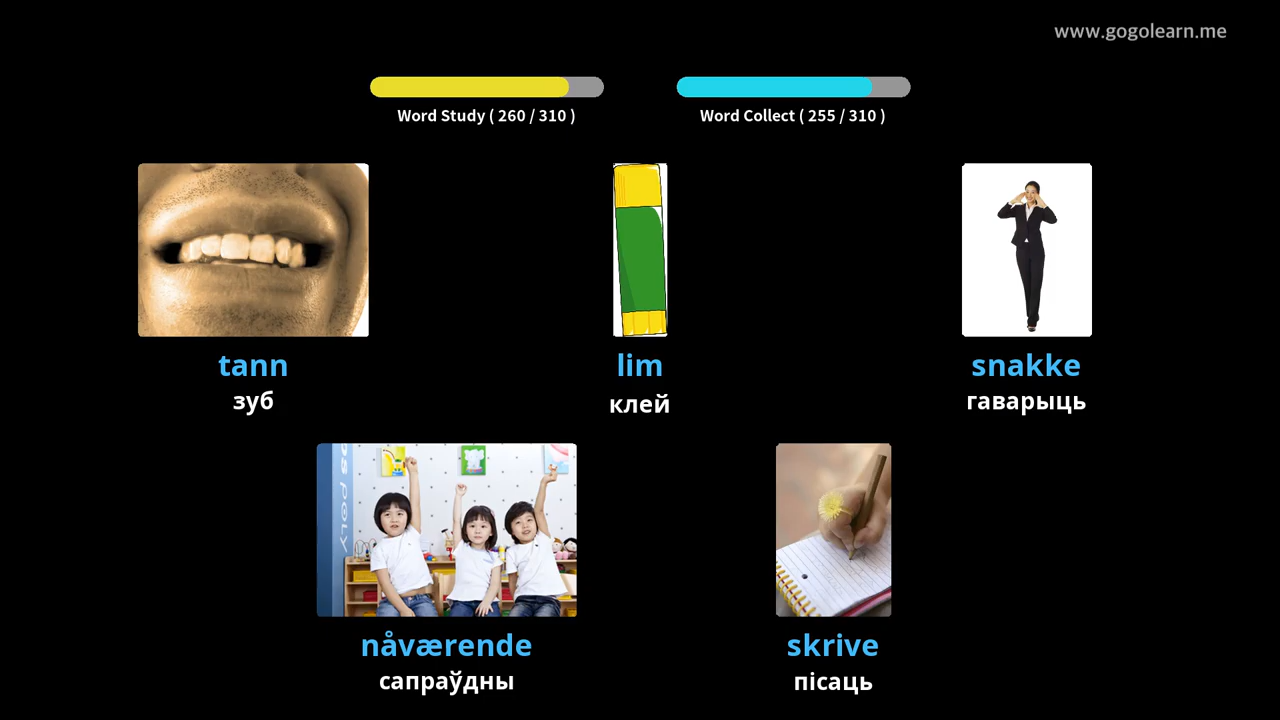 www.gogolearn.me
Word Study ( 260 / 310 )
Word Collect ( 255 / 310 )
tann
зуб
lim
клей
snakke
гаварыць
nåværende
сапраўдны
skrive
пісаць